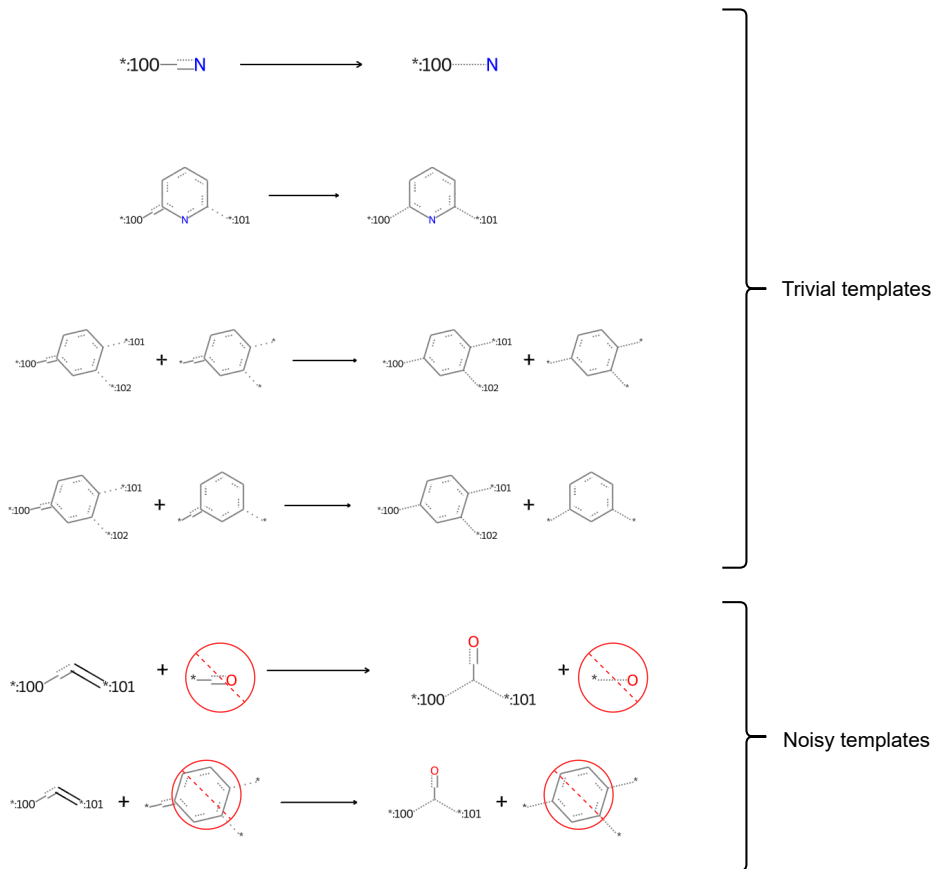 *:100 N *:100 N
*:100 N *:101 *:100 N *:101
Trivial templates
*:100 *:101 *:102 + * * * *:100 *:101 *:102 + * * *
*:100 *:101 *:102 + * * *:100 *:101 *:102 + * *
*:100 *:101 + * O O *:100 *:101 + * O
Noisy templates
*:100 *:101 + * * * O *:100 *:101 + * * *